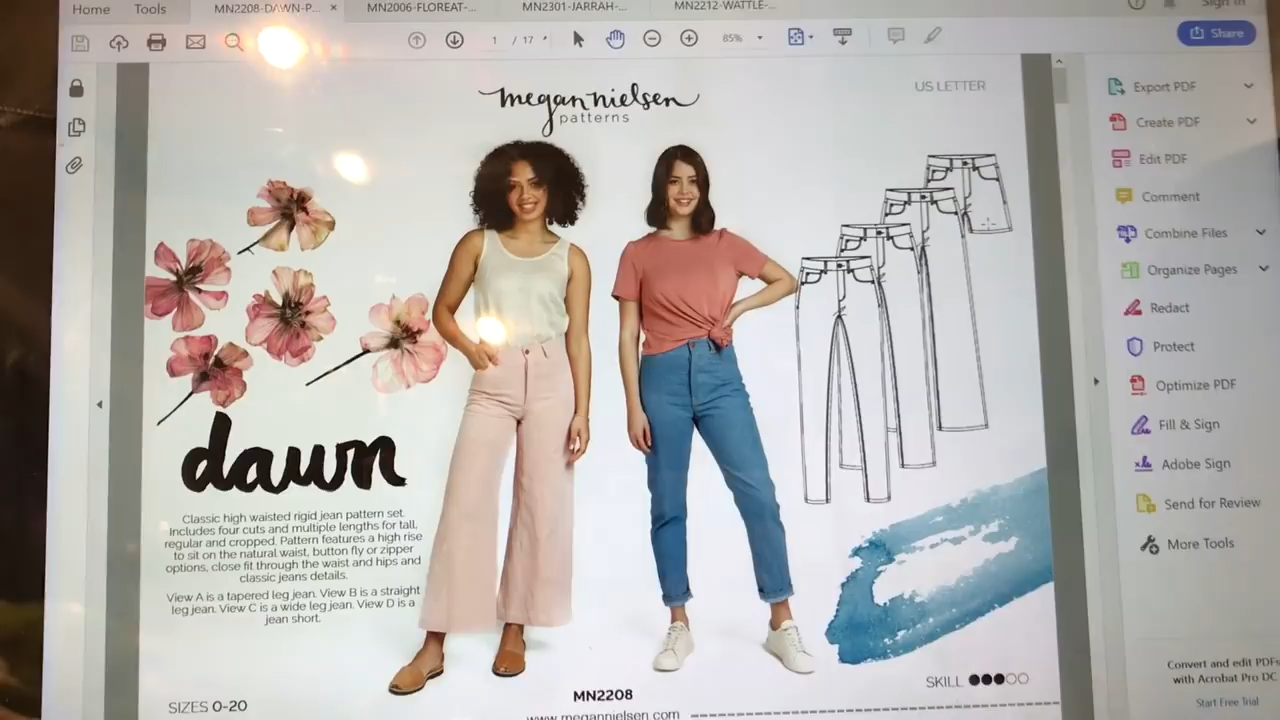 Home
Tools
MN2208-DAWN-P...
MN2006-FLOREAT-...
MN2301-JARRAH-...
MN2212-WATTLE-...
Sign In
1 / 17
85%
Share
megan nielsen
patterns
US LETTER
dawn
Classic high waisted rigid jean pattern set.
Includes four cuts and multiple lengths for tall,
regular and cropped. Pattern features a high rise
to sit on the natural waist, button fly or zipper
options, close fit through the waist and hips and
classic jeans details.
View A is a tapered leg jean. View B is a straight
leg jean. View C is a wide leg jean. View D is a
jean short.
SIZES 0-20
MN2208
www.megannielsen.com
SKILL
Export PDF
Create PDF
Edit PDF
Comment
Combine Files
Organize Pages
Redact
Protect
Optimize PDF
Fill & Sign
Adobe Sign
Send for Review
More Tools
Convert and edit PDFs
with Acrobat Pro DC
Start Free Trial